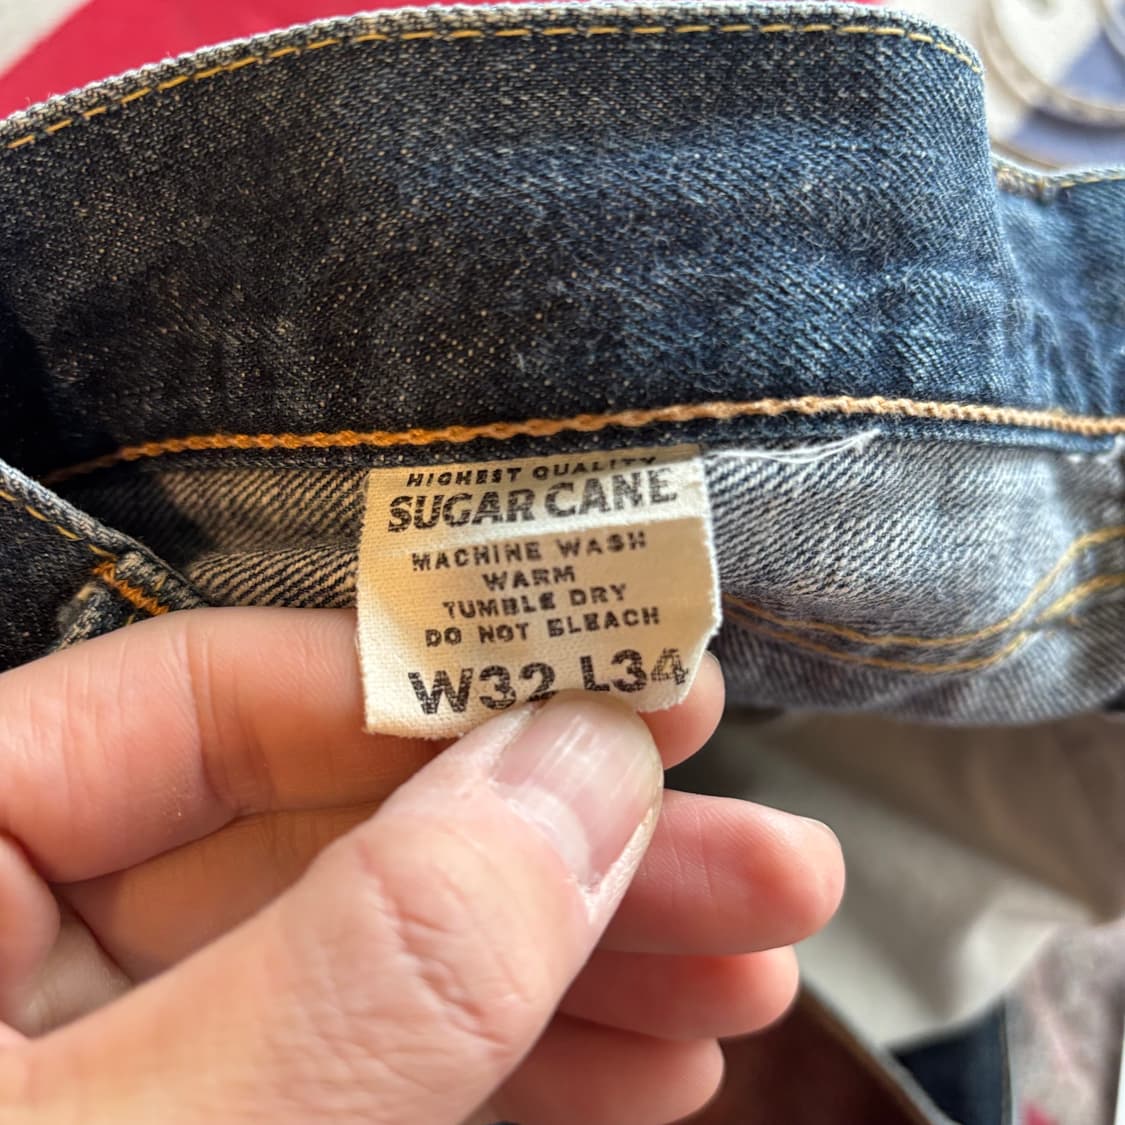 HIGHEST QUALITY
SUGAR CANE
MACHINE WASH
WARM
TUMBLE DRY
DO NOT BLEACH
W32 L34